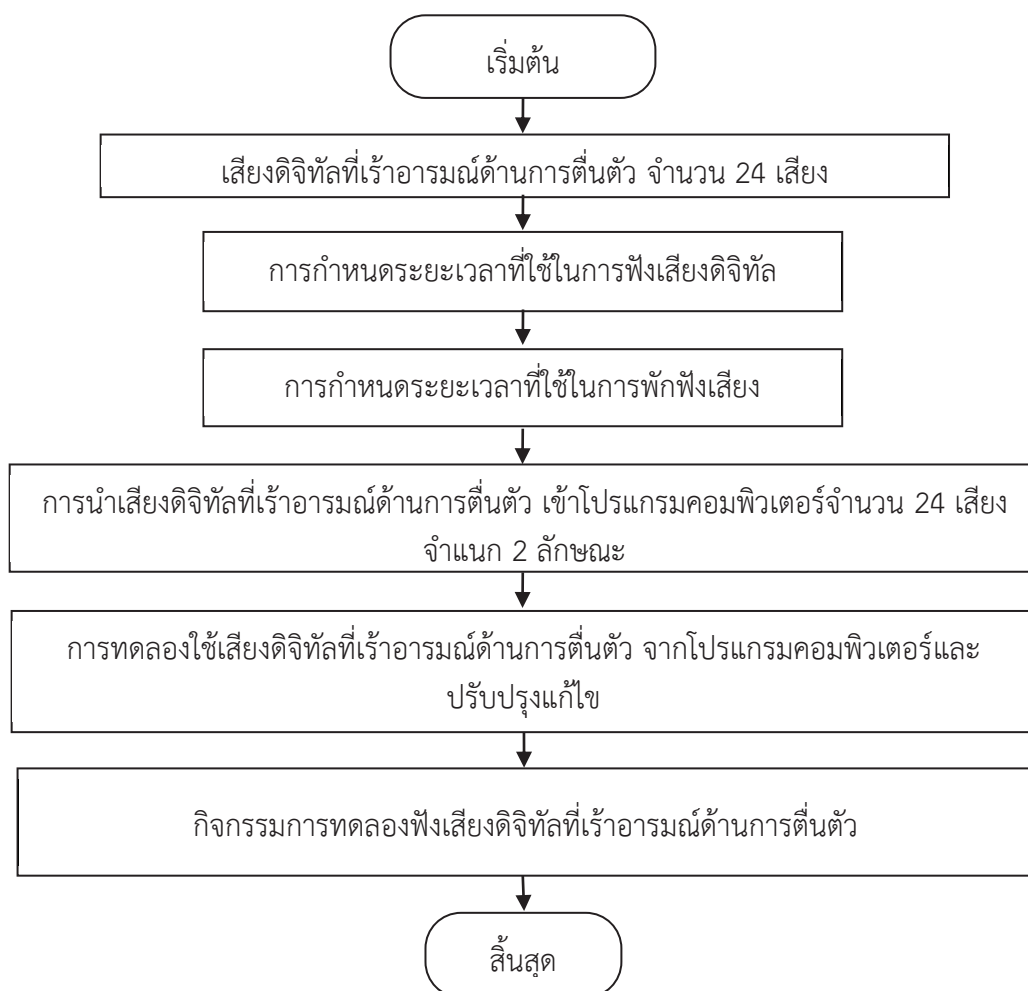 เริ่มต้น
เสียงดิจิทัลที่เร้าอารมณ์ด้านการตื่นตัว จำนวน 24 เสียง
การกำหนดระยะเวลาที่ใช้ในการฟังเสียงดิจิทัล
การกำหนดระยะเวลาที่ใช้ในการพักฟังเสียง
การนำเสียงดิจิทัลที่เร้าอารมณ์ด้านการตื่นตัว เข้าโปรแกรมคอมพิวเตอร์จำนวน 24 เสียง
จำแนก 2 ลักษณะ
การทดลองใช้เสียงดิจิทัลที่เร้าอารมณ์ด้านการตื่นตัว จากโปรแกรมคอมพิวเตอร์และ
ปรับปรุงแก้ไข
กิจกรรมการทดลองฟังเสียงดิจิทัลที่เร้าอารมณ์ด้านการตื่นตัว
สิ้นสุด